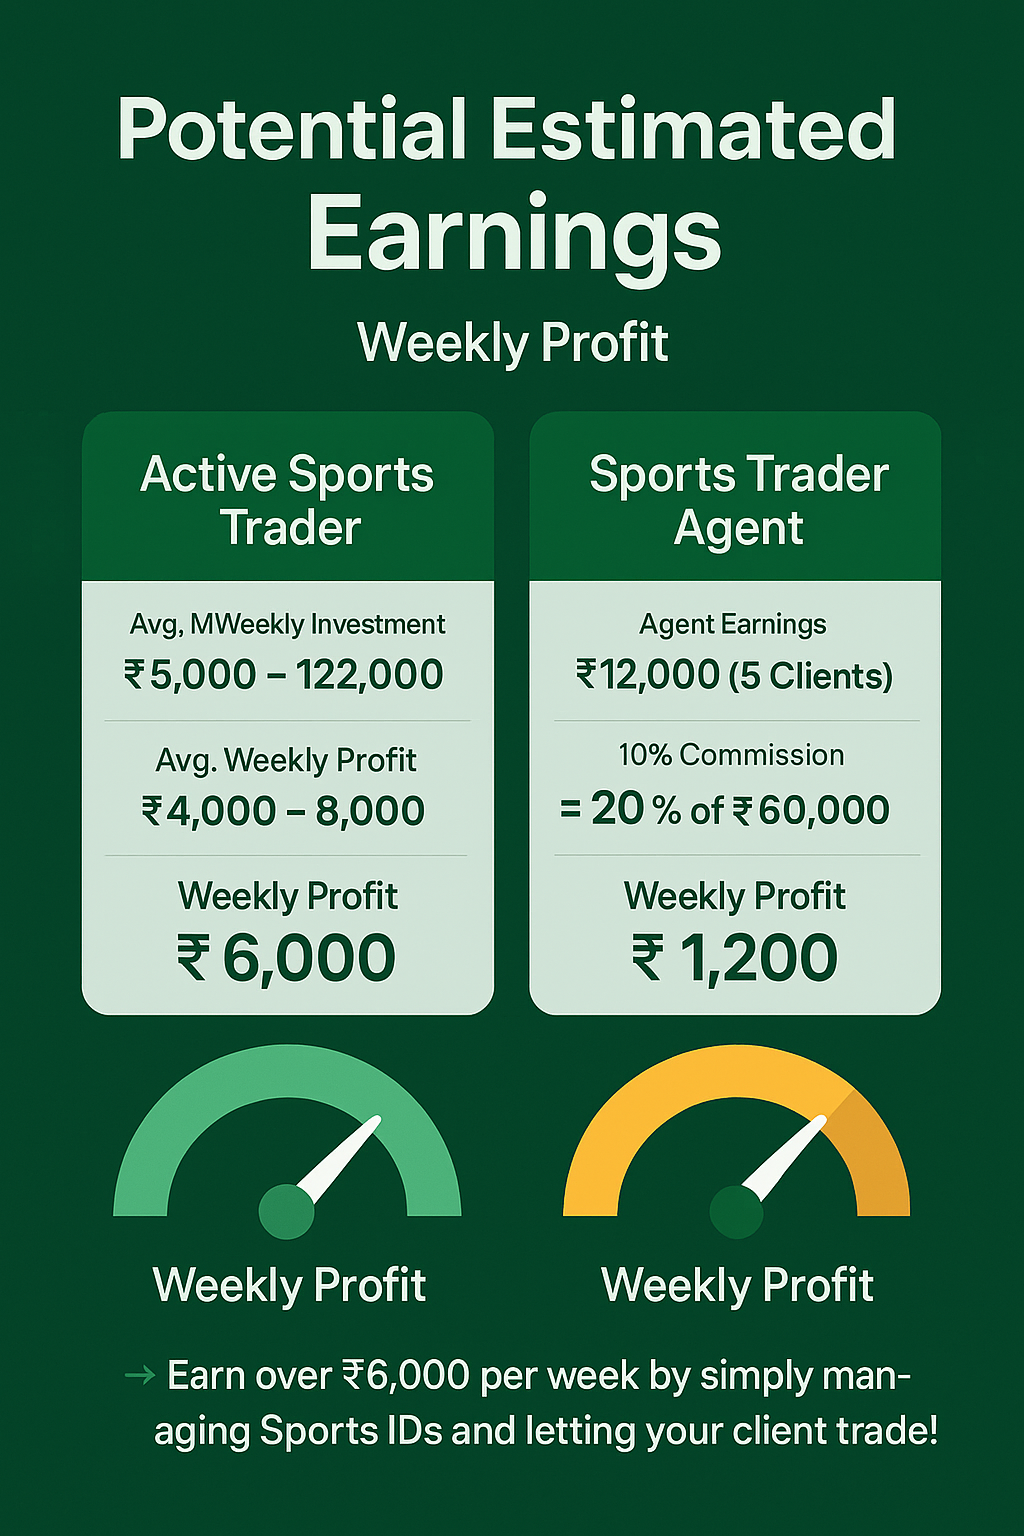 Potential Estimated
Earnings
Weekly Profit
Active Sports
Trader
Avg, MWeekly Investment
₹5,000 – 122,000
Avg. Weekly Profit
₹4,000 – 8,000
Weekly Profit
₹ 6,000
Sports Trader
Agent
Agent Earnings
₹12,000 (5 Clients)
10% Commission
= 20 % of ₹60,000
Weekly Profit
₹ 1,200
Weekly Profit
Weekly Profit
→ Earn over ₹6,000 per week by simply man-
aging Sports IDs and letting your client trade!